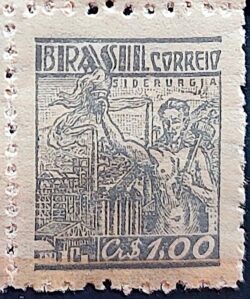 BRASIL CORREIO
SIDERURGIA
Cr$ 1,00